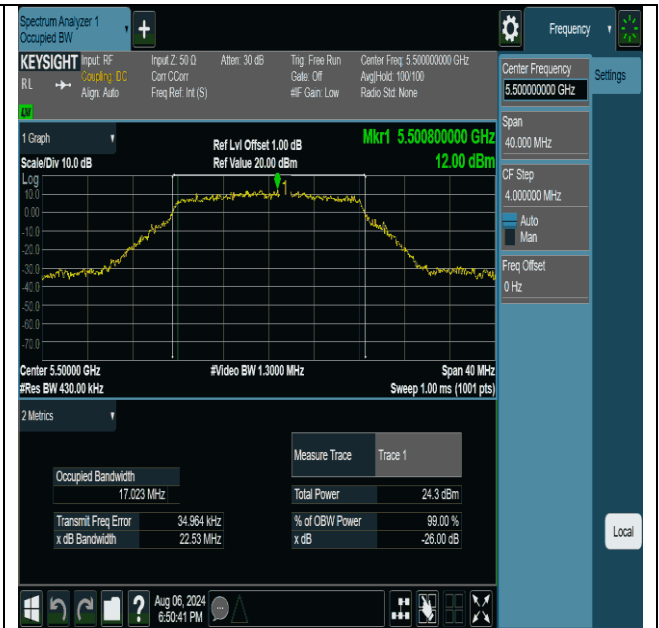 Spectrum Analyzer 1
Occupied BW
Frequency
KEYSIGHT Input: RF Input Z: 50 Ω Atten: 30 dB Trig: Free Run Center Freq: 5.500000000 GHz
RL Coupling: DC Corr CCorr Gate: Off Avg|Hold: 100/100
Align: Auto Freq Ref: Int (S) #IF Gain: Low Radio Std: None
Center Frequency
5.500000000 GHz
Settings
Span
40.000 MHz
CF Step
4.000000 MHz
Auto
Man
Freq Offset
0 Hz
1 Graph
Ref Lvl Offset 1.00 dB
Mkr1 5.500800000 GHz
Scale/Div 10.0 dB
Ref Value 20.00 dBm
12.00 dBm
Log
10.0
0.00
-10.0
-20.0
-30.0
-40.0
-50.0
-60.0
-70.0
1
Center 5.50000 GHz #Video BW 1.3000 MHz Span 40 MHz
#Res BW 430.00 kHz Sweep 1.00 ms (1001 pts)
2 Metrics
Measure Trace Trace 1
Occupied Bandwidth
17.023 MHz
Total Power 24.3 dBm
Transmit Freq Error 34.964 kHz % of OBW Power 99.00 %
x dB Bandwidth 22.53 MHz x dB -26.00 dB
Local
?
Aug 06, 2024
6:50:41 PM